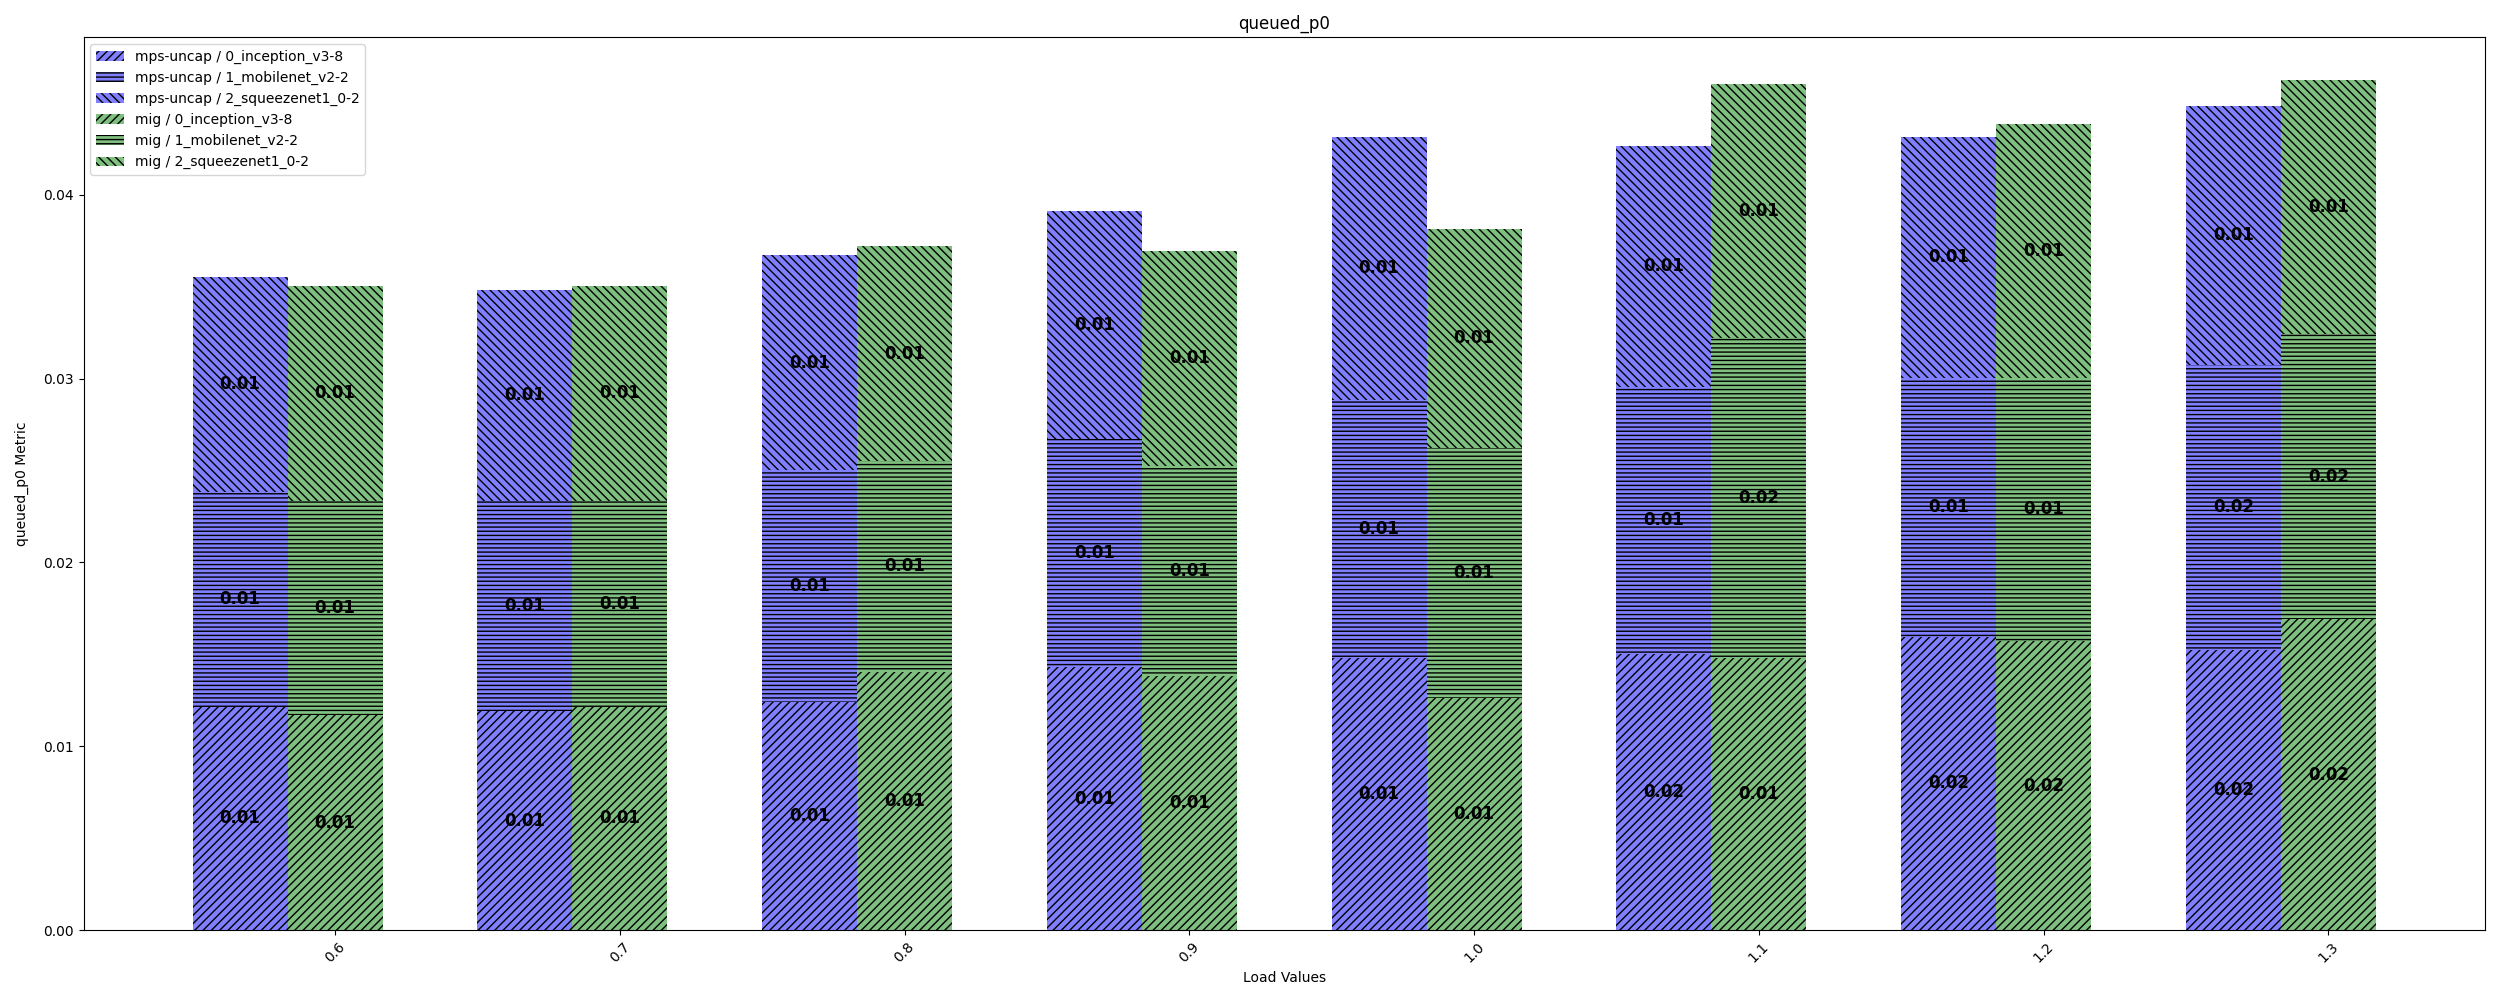 queued_p0
mps-uncap / 0_inception_v3-8
mps-uncap / 1_mobilenet_v2-2
mps-uncap / 2_squeezenet1_0-2
mig / 0_inception_v3-8
mig / 1_mobilenet_v2-2
mig / 2_squeezenet1_0-2
queued_p0 Metric
0.04
0.03
0.02
0.01
0.00
0.01 0.01 0.01 0.01 0.01 0.01 0.01 0.01 0.01 0.01 0.01 0.01 0.01 0.01 0.01 0.01
0.01 0.01 0.01 0.01 0.01 0.01 0.01 0.01 0.01 0.01 0.01 0.02 0.01 0.01 0.02 0.02
0.01 0.01 0.01 0.01 0.01 0.01 0.01 0.01 0.01 0.01 0.02 0.01 0.02 0.02 0.02 0.02
0.6 0.7 0.8 0.9 1.0 1.1 1.2 1.3
Load Values